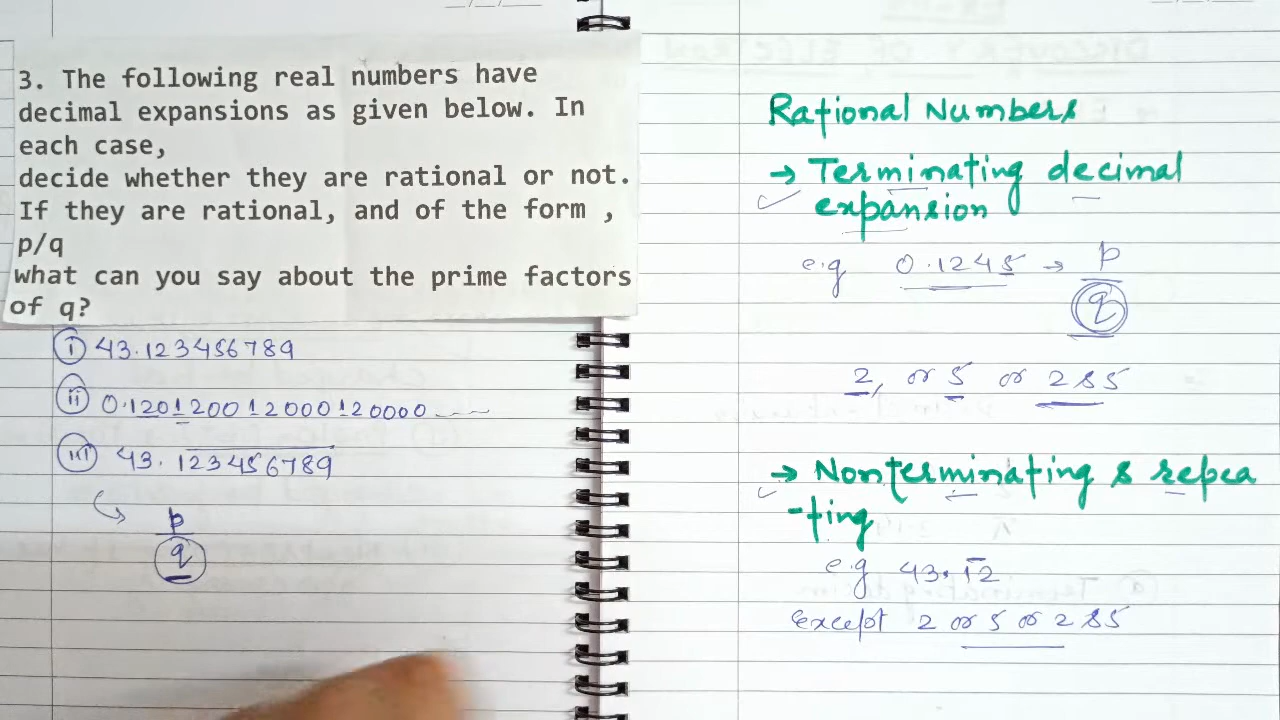 3. The following real numbers have
decimal expansions as given below. In
each case,
decide whether they are rational or not.
If they are rational, and of the form ,
p/q
what can you say about the prime factors
of q?
i 43.123456789
ii 0.120120012000120000
iii 43.123456789
p
q
Rational Numbers
→ Terminating decimal
expansion
e.g 0.1245 → p
q
2, or 5 or 2&5
→ Nonterminating & repea
-ting
e.g 43.12
except 2 or 5 or 2&5